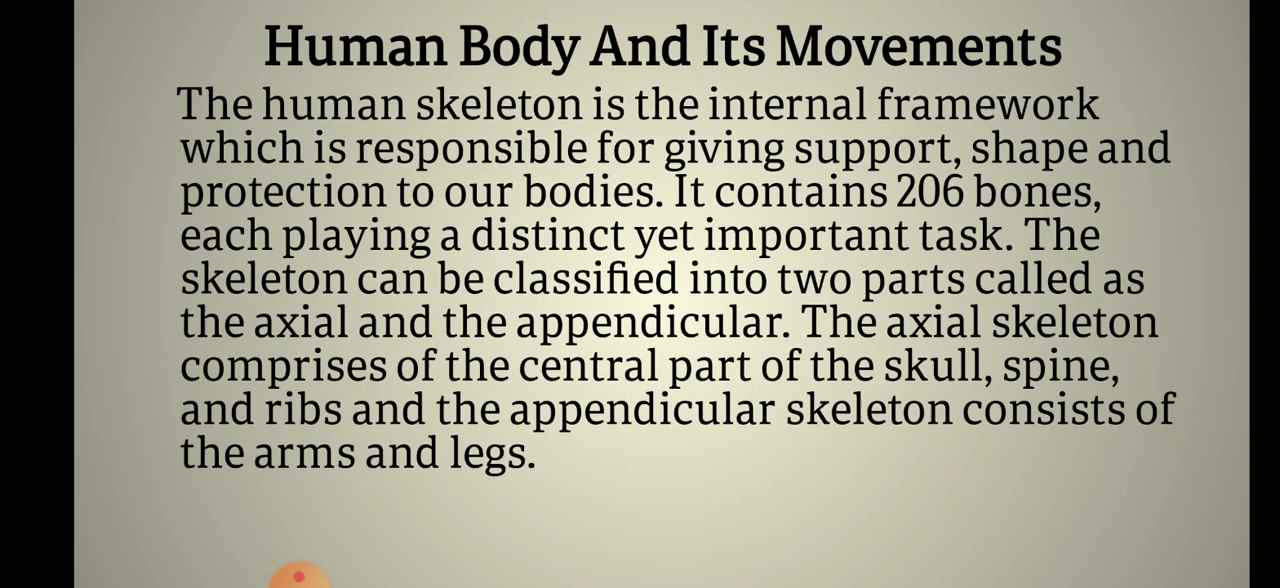 Human Body And Its Movements
The human skeleton is the internal framework
which is responsible for giving support, shape and
protection to our bodies. It contains 206 bones,
each playing a distinct yet important task. The
skeleton can be classified into two parts called as
the axial and the appendicular. The axial skeleton
comprises of the central part of the skull, spine,
and ribs and the appendicular skeleton consists of
the arms and legs.